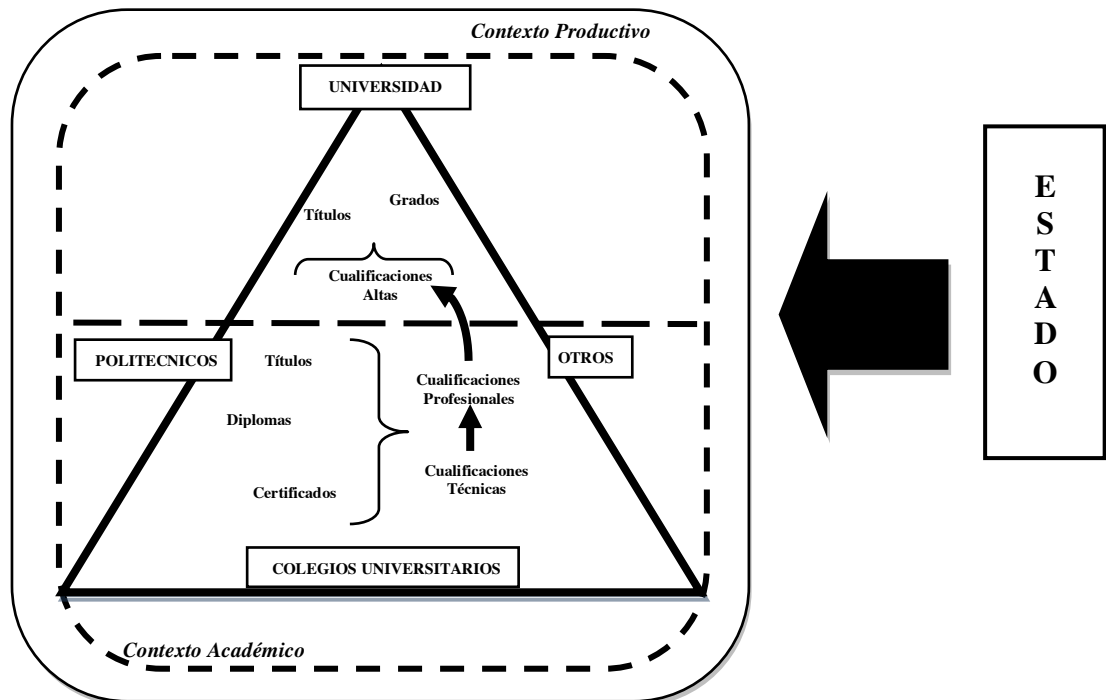 Contexto Productivo
UNIVERSIDAD
Grados
Títulos
Cualificaciones
Altas
POLITECNICOS
OTROS
Títulos
Cualificaciones
Profesionales
Diplomas
Cualificaciones
Técnicas
Certificados
COLEGIOS UNIVERSITARIOS
Contexto Académico
E
S
T
A
D
O